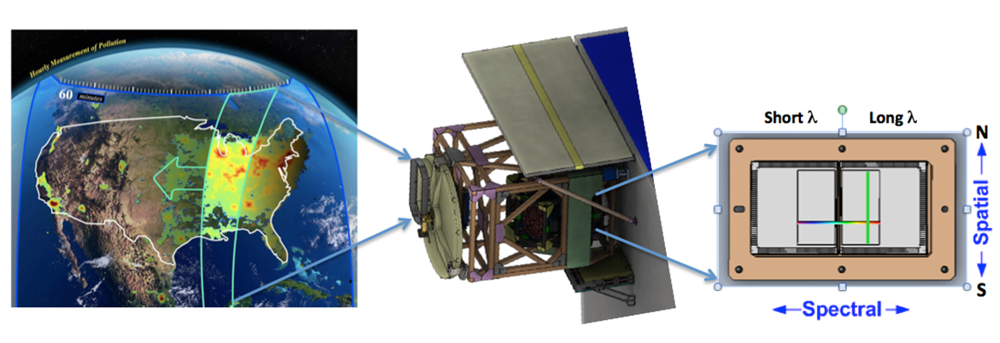 Hourly Measurement of Pollution
60 minutes
Short λ Long λ
N
Spatial
S
Spectral